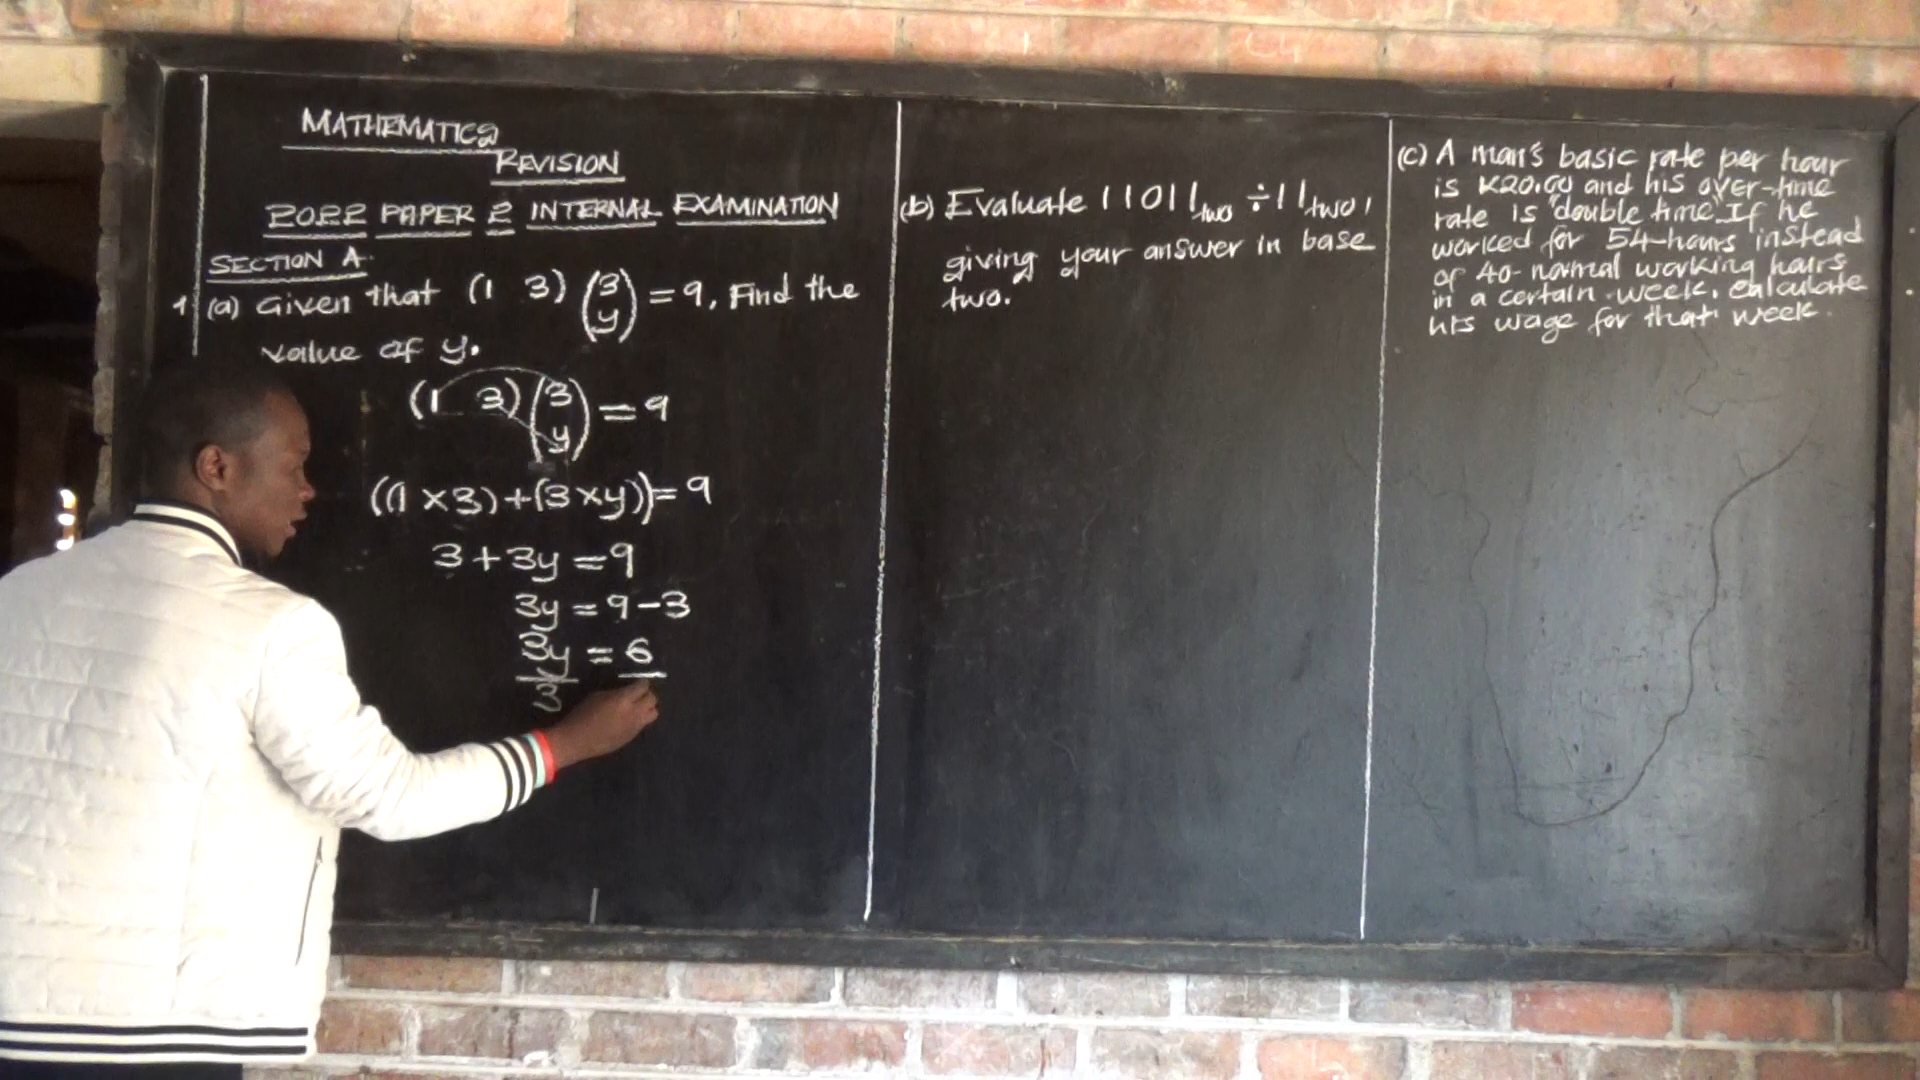 MATHEMATICS
REVISION
2022 PAPER 2 INTERNAL EXAMINATION
SECTION A.
1 (a) Given that (1 3) (3 y) = 9, Find the
value of y.
(1 3) (3 y) = 9
((1 × 3) + (3 × y)) = 9
3 + 3y = 9
3y = 9 - 3
3y = 6
3
(b) Evaluate 11011two ÷ 11two,
giving your answer in base
two.
(c) A man's basic rate per hour
is K20.00 and his over-time
rate is "double time". If he
worked for 54-hours instead
of 40-normal working hours
in a certain week, calculate
his wage for that week.